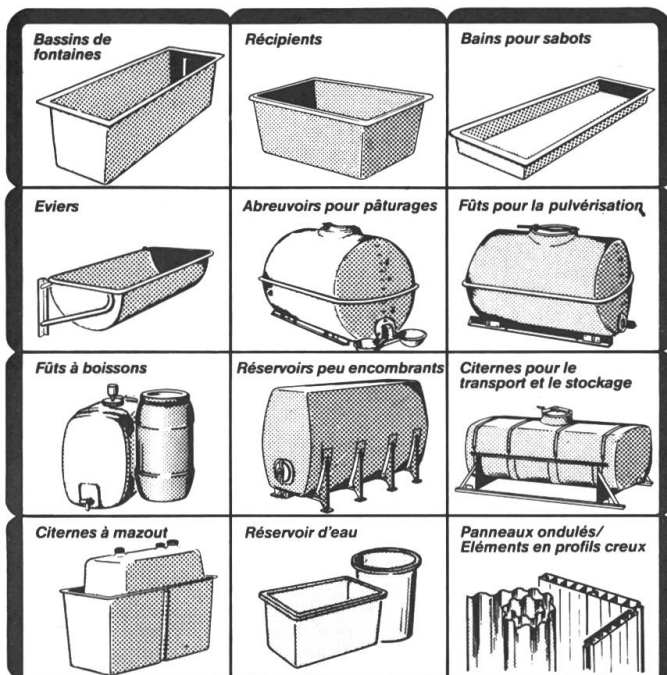 Bassins de
fontaines
Récipients
Bains pour sabots
Eviers
Abreuvoirs pour pâturages
Fûts pour la pulvérisation
Fûts à boissons
Réservoirs peu encombrants
Citernes pour le
transport et le stockage
Citernes à mazout
Réservoir d'eau
Panneaux ondulés/
Eléments en profils creux